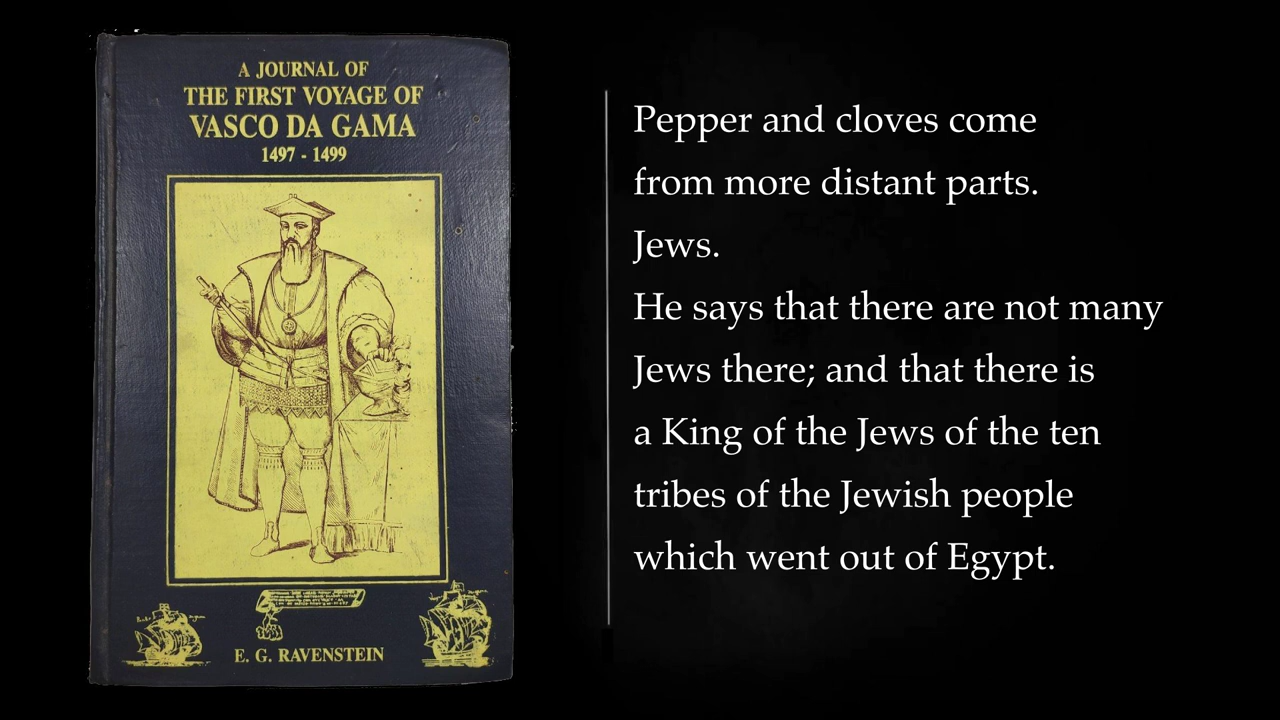 A JOURNAL OF
THE FIRST VOYAGE OF
VASCO DA GAMA
1497 - 1499
E. G. RAVENSTEIN
Pepper and cloves come
from more distant parts.
Jews.
He says that there are not many
Jews there; and that there is
a King of the Jews of the ten
tribes of the Jewish people
which went out of Egypt.